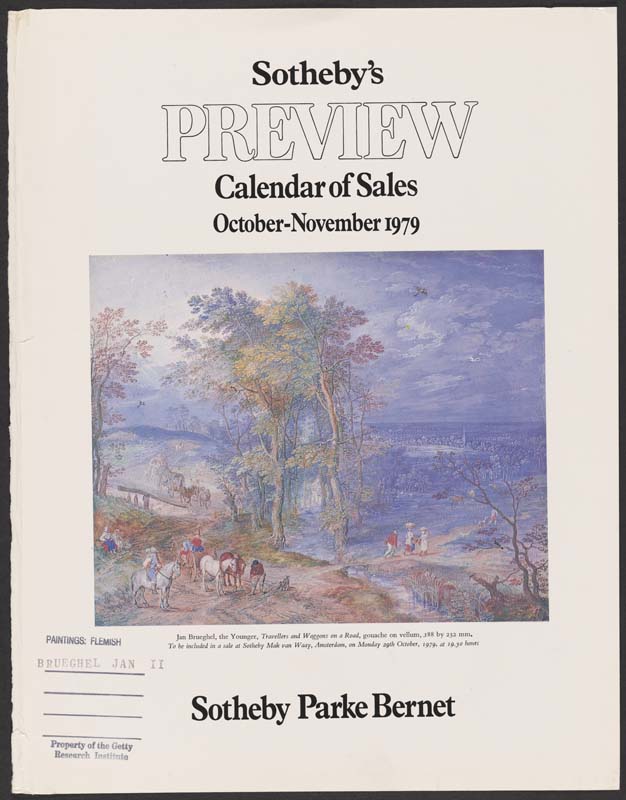 Sotheby's
PREVIEW
Calendar of Sales
October-November 1979
Jan Brueghel, the Younger, Travellers and Waggons on a Road, gouache on vellum, 188 by 232 mm.
To be included in a sale at Sotheby Mak van Waay, Amsterdam, on Monday 29th October, 1979, at 19.30 hours
PAINTINGS: FLEMISH
BRUEGHEL JAN II
Sotheby Parke Bernet
Property of the Getty
Research Institute